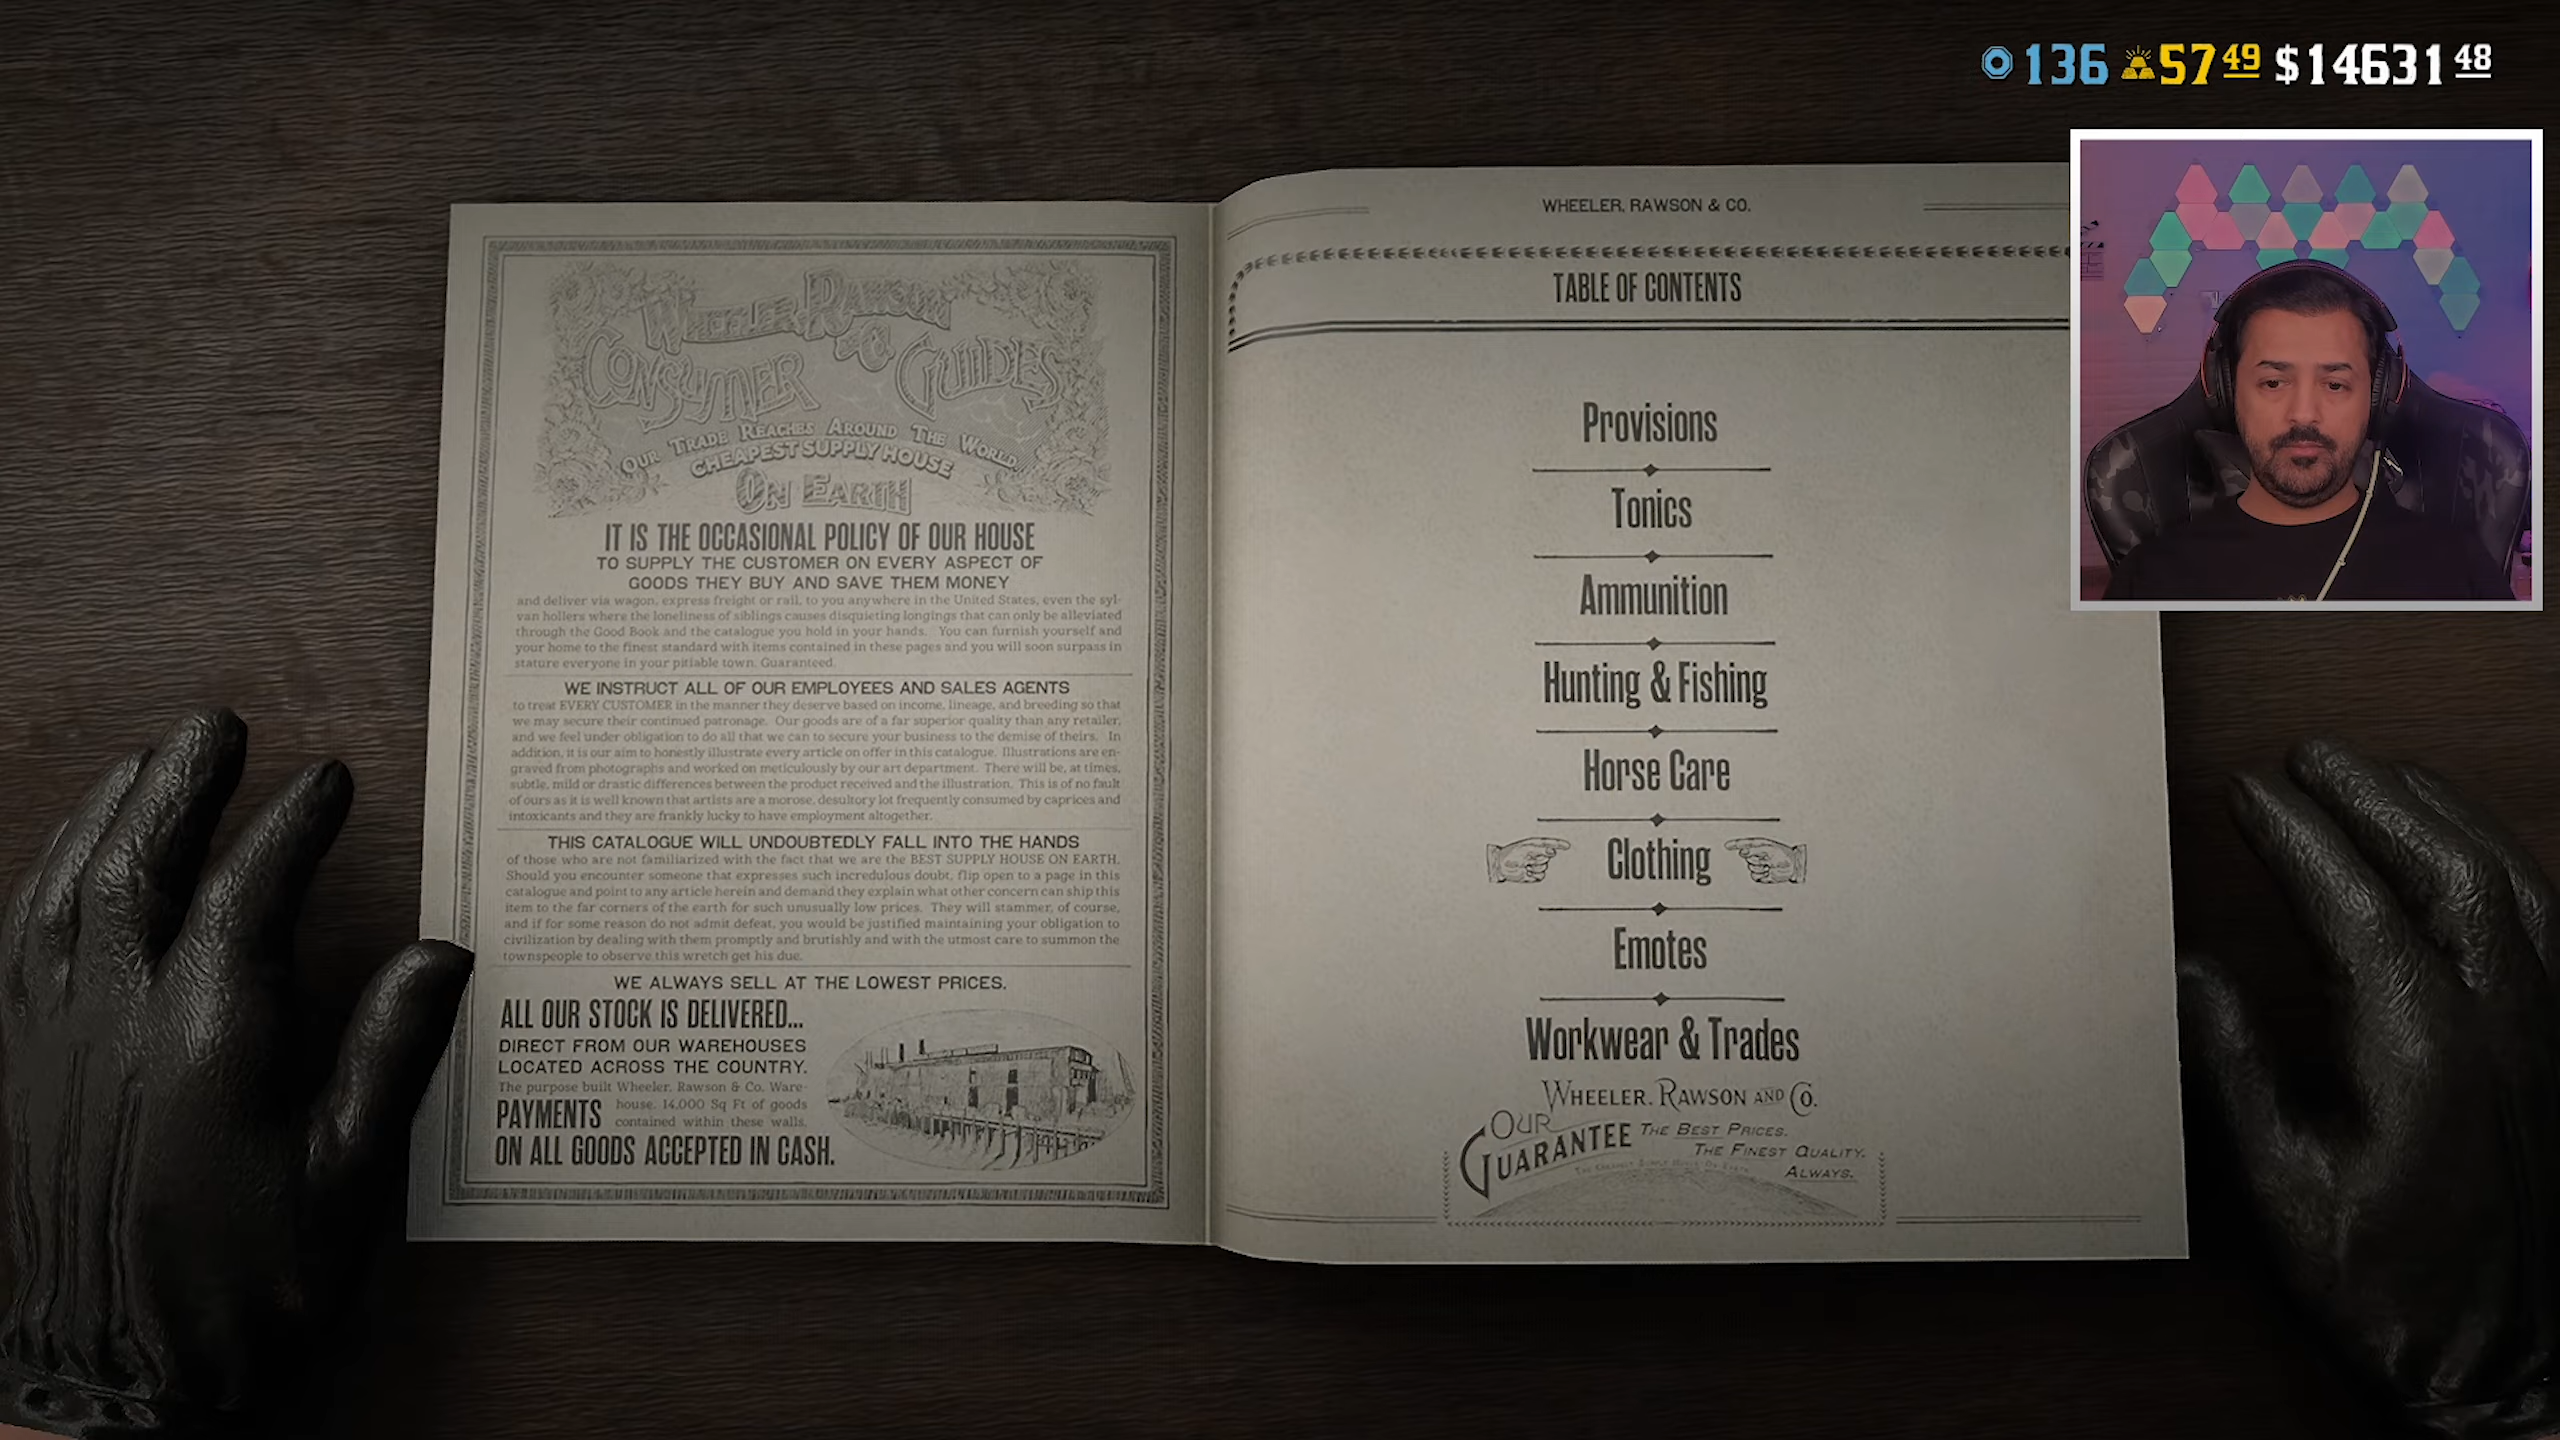 136 57 49 $14631 48
WHEELER, RAWSON & CO.
CONSUMER GUIDES
OUR TRADE REACHES AROUND THE WORLD
CHEAPEST SUPPLY HOUSE
ON EARTH
IT IS THE OCCASIONAL POLICY OF OUR HOUSE
TO SUPPLY THE CUSTOMER ON EVERY ASPECT OF
GOODS THEY BUY AND SAVE THEM MONEY
and deliver via wagon, express freight or rail, to you anywhere in the United States, even the syl-
van hollers where the loneliness of siblings causes disquieting longings that can only be alleviated
through the Good Book and the catalogue you hold in your hands. You can furnish yourself and
your home to the finest standard with items contained in these pages and you will soon surpass in
stature everyone in your pitiable town. Guaranteed.
WE INSTRUCT ALL OF OUR EMPLOYEES AND SALES AGENTS
to treat EVERY CUSTOMER in the manner they deserve based on income, lineage, and breeding so that
we may secure their continued patronage. Our goods are of a far superior quality than any retailer,
and we feel under obligation to do all that we can to secure your business to the demise of theirs. In
addition, it is our aim to honestly illustrate every article on offer in this catalogue. Illustrations are en-
graved from photographs and worked on meticulously by our art department. There will be, at times,
subtle, mild or drastic differences between the product received and the illustration. This is of no fault
of ours as it is well known that artists are a morose, desultory lot frequently consumed by caprices and
intoxicants and they are frankly lucky to have employment altogether.
THIS CATALOGUE WILL UNDOUBTEDLY FALL INTO THE HANDS
of those who are not familiarized with the fact that we are the BEST SUPPLY HOUSE ON EARTH.
Should you encounter someone that expresses such incredulous doubt, flip open to a page in this
catalogue and point to any article herein and demand they explain what other concern can ship this
item to the far corners of the earth for such unusually low prices. They will stammer, of course,
and if for some reason do not admit defeat, you would be justified maintaining your obligation to
civilization by dealing with them promptly and brutishly and with the utmost care to summon the
townspeople to observe this wretch get his due.
WE ALWAYS SELL AT THE LOWEST PRICES.
ALL OUR STOCK IS DELIVERED...
DIRECT FROM OUR WAREHOUSES
LOCATED ACROSS THE COUNTRY.
The purpose built Wheeler, Rawson & Co. Ware-
house. 14,000 Sq Ft of goods
contained within these walls.
PAYMENTS
ON ALL GOODS ACCEPTED IN CASH.
WHEELER, RAWSON & CO.
TABLE OF CONTENTS
Provisions
Tonics
Ammunition
Hunting & Fishing
Horse Care
Clothing
Emotes
Workwear & Trades
WHEELER, RAWSON AND CO.
OUR
GUARANTEE
THE BEST PRICES.
THE FINEST QUALITY.
ALWAYS.